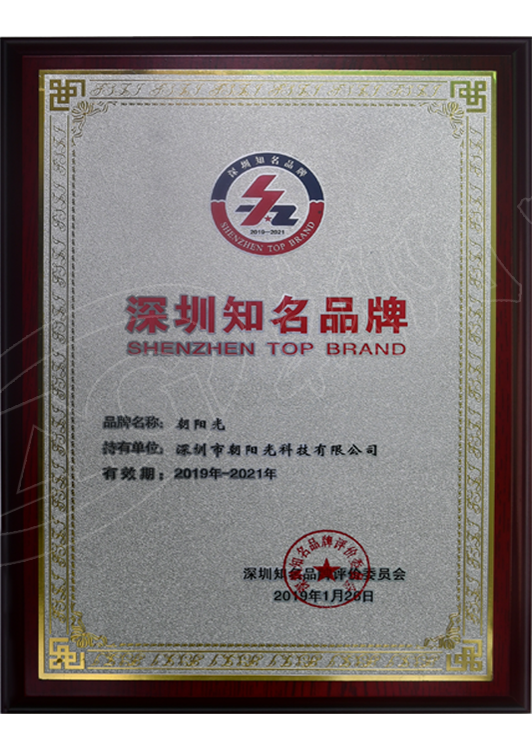 深圳知名品牌
2019—2021
SHENZHEN TOP BRAND
深圳知名品牌
SHENZHEN TOP BRAND
品牌名称：朝阳光
持有单位：深圳市朝阳光科技有限公司
有效期：2019年-2021年
深圳知名品牌评价委员会
2019年1月26日